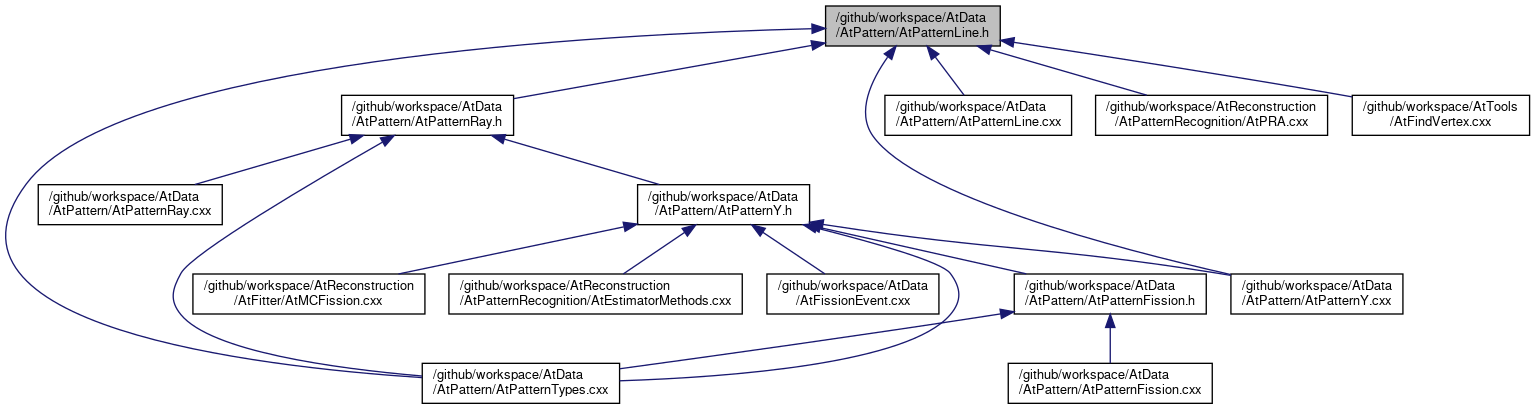 /github/workspace/AtData
/AtPattern/AtPatternLine.h
/github/workspace/AtData
/AtPattern/AtPatternRay.h
/github/workspace/AtData
/AtPattern/AtPatternLine.cxx
/github/workspace/AtReconstruction
/AtPatternRecognition/AtPRA.cxx
/github/workspace/AtTools
/AtFindVertex.cxx
/github/workspace/AtData
/AtPattern/AtPatternRay.cxx
/github/workspace/AtData
/AtPattern/AtPatternY.h
/github/workspace/AtReconstruction
/AtFitter/AtMCFission.cxx
/github/workspace/AtReconstruction
/AtPatternRecognition/AtEstimatorMethods.cxx
/github/workspace/AtData
/AtFissionEvent.cxx
/github/workspace/AtData
/AtPattern/AtPatternFission.h
/github/workspace/AtData
/AtPattern/AtPatternY.cxx
/github/workspace/AtData
/AtPattern/AtPatternTypes.cxx
/github/workspace/AtData
/AtPattern/AtPatternFission.cxx